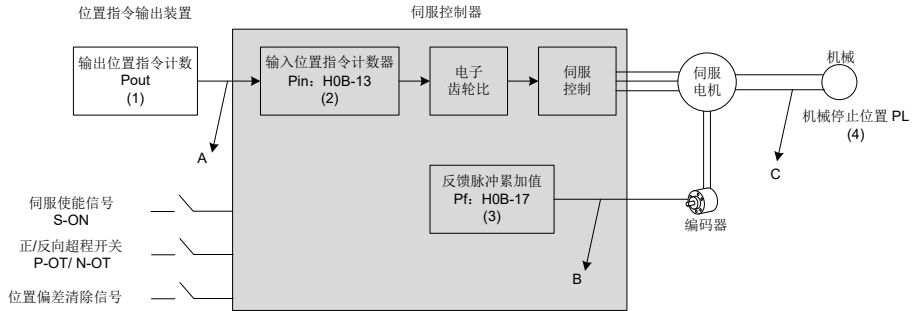 位置指令输出装置
伺服控制器
输出位置指令计数
Pout
(1)
输入位置指令计数器
Pin：H0B-13
(2)
电子
齿轮比
伺服
控制
伺服
电机
机械
机械停止位置 PL
(4)
A
C
反馈脉冲累加值
Pf：H0B-17
(3)
B
编码器
伺服使能信号
S-ON
正/反向超程开关
P-OT/ N-OT
位置偏差清除信号